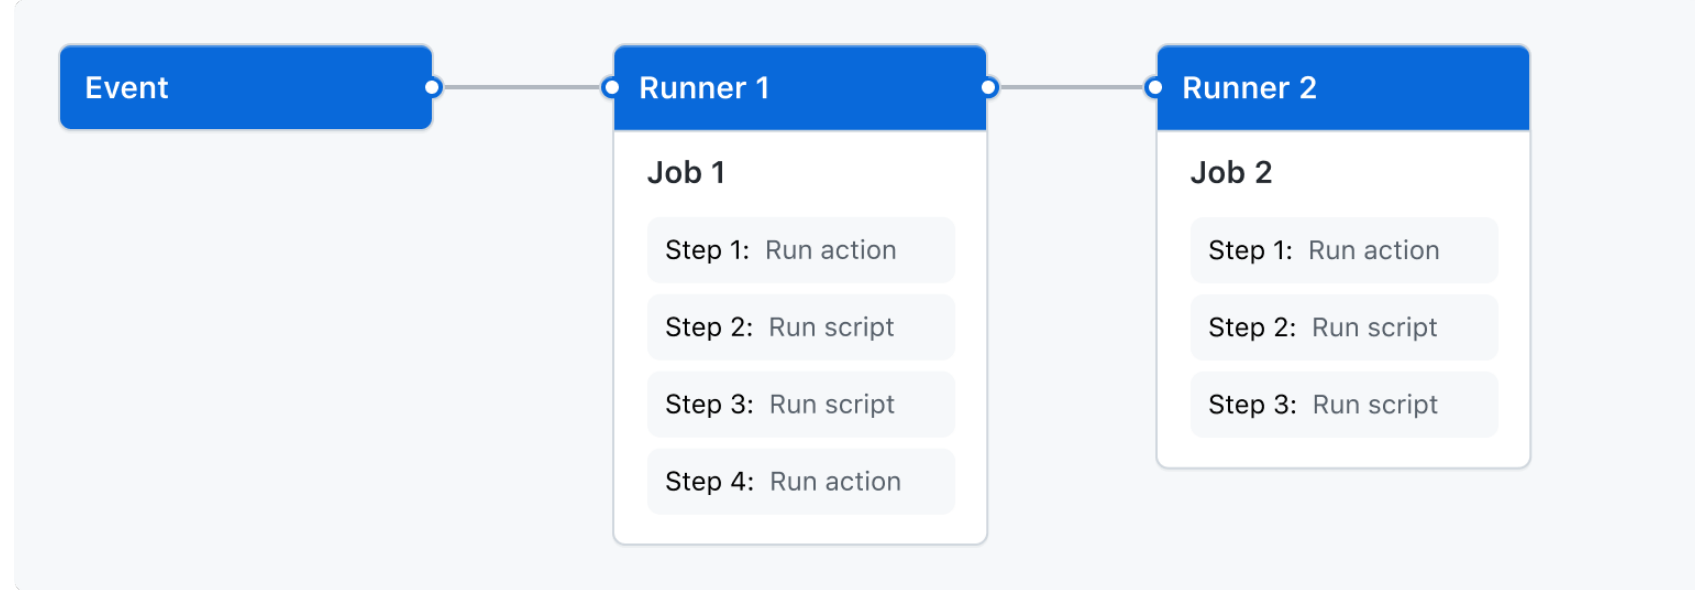 Event
Runner 1
Job 1
Step 1: Run action
Step 2: Run script
Step 3: Run script
Step 4: Run action
Runner 2
Job 2
Step 1: Run action
Step 2: Run script
Step 3: Run script